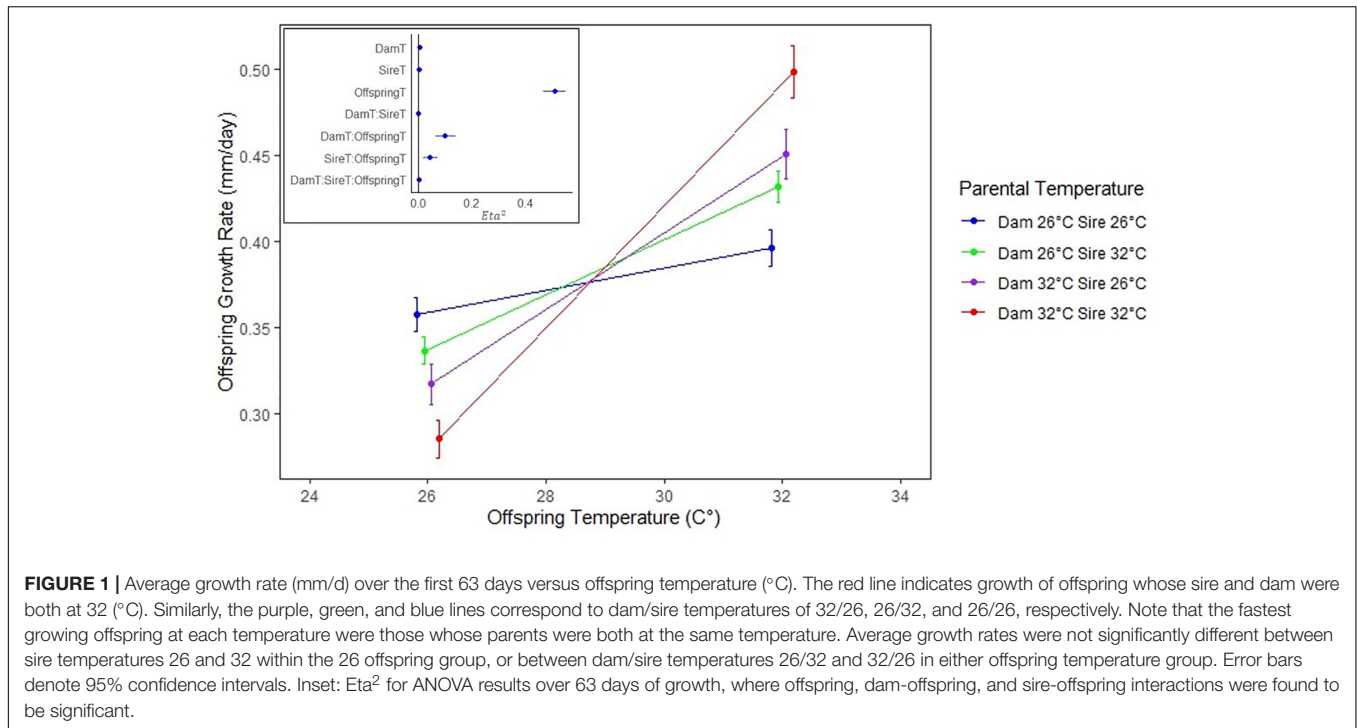 DamT
SireT
OffspringT
DamT:SireT
DamT:OffspringT
SireT:OffspringT
DamT:SireT:OffspringT
0.0 0.2 0.4
Eta²
0.50
0.45
0.40
0.35
0.30
Offspring Growth Rate (mm/day)
24 26 28 30 32 34
Offspring Temperature (C°)
Parental Temperature
Dam 26°C Sire 26°C
Dam 26°C Sire 32°C
Dam 32°C Sire 26°C
Dam 32°C Sire 32°C
FIGURE 1 | Average growth rate (mm/d) over the first 63 days versus offspring temperature (°C). The red line indicates growth of offspring whose sire and dam were
both at 32 (°C). Similarly, the purple, green, and blue lines correspond to dam/sire temperatures of 32/26, 26/32, and 26/26, respectively. Note that the fastest
growing offspring at each temperature were those whose parents were both at the same temperature. Average growth rates were not significantly different between
sire temperatures 26 and 32 within the 26 offspring group, or between dam/sire temperatures 26/32 and 32/26 in either offspring temperature group. Error bars
denote 95% confidence intervals. Inset: Eta² for ANOVA results over 63 days of growth, where offspring, dam-offspring, and sire-offspring interactions were found to
be significant.